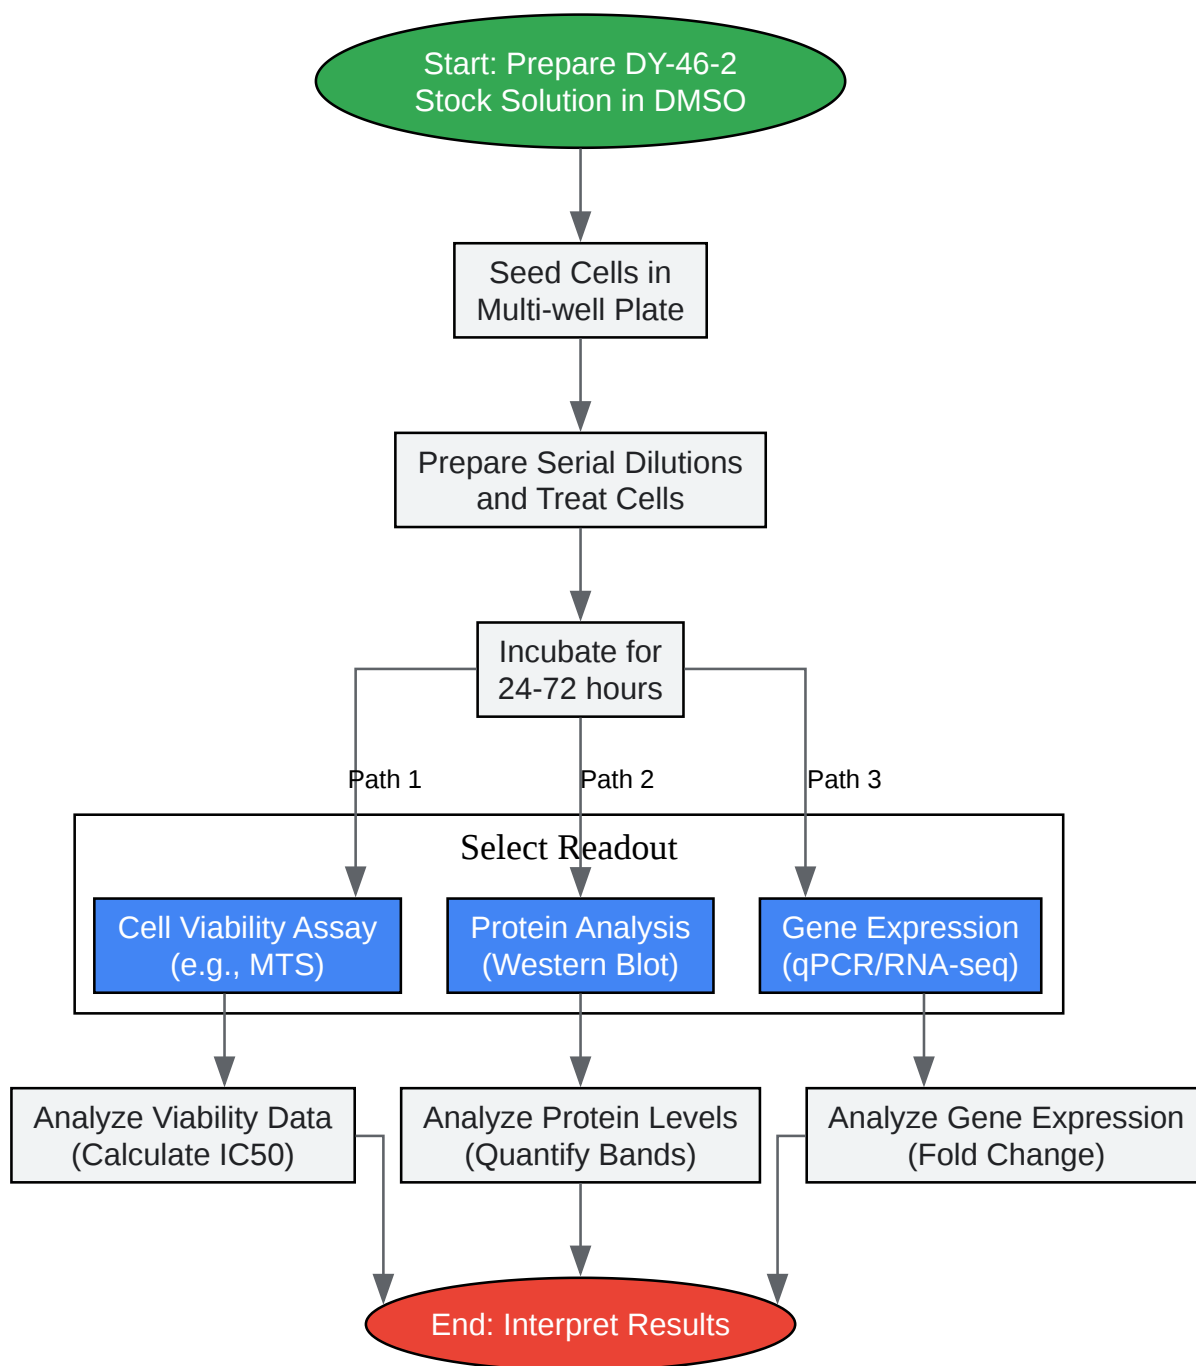 Start: Prepare DY-46-2
Stock Solution in DMSO
Seed Cells in
Multi-well Plate
Prepare Serial Dilutions
and Treat Cells
Incubate for
24-72 hours
Path 1
Path 2
Path 3
Select Readout
Cell Viability Assay
(e.g., MTS)
Protein Analysis
(Western Blot)
Gene Expression
(qPCR/RNA-seq)
Analyze Viability Data
(Calculate IC50)
Analyze Protein Levels
(Quantify Bands)
Analyze Gene Expression
(Fold Change)
End: Interpret Results